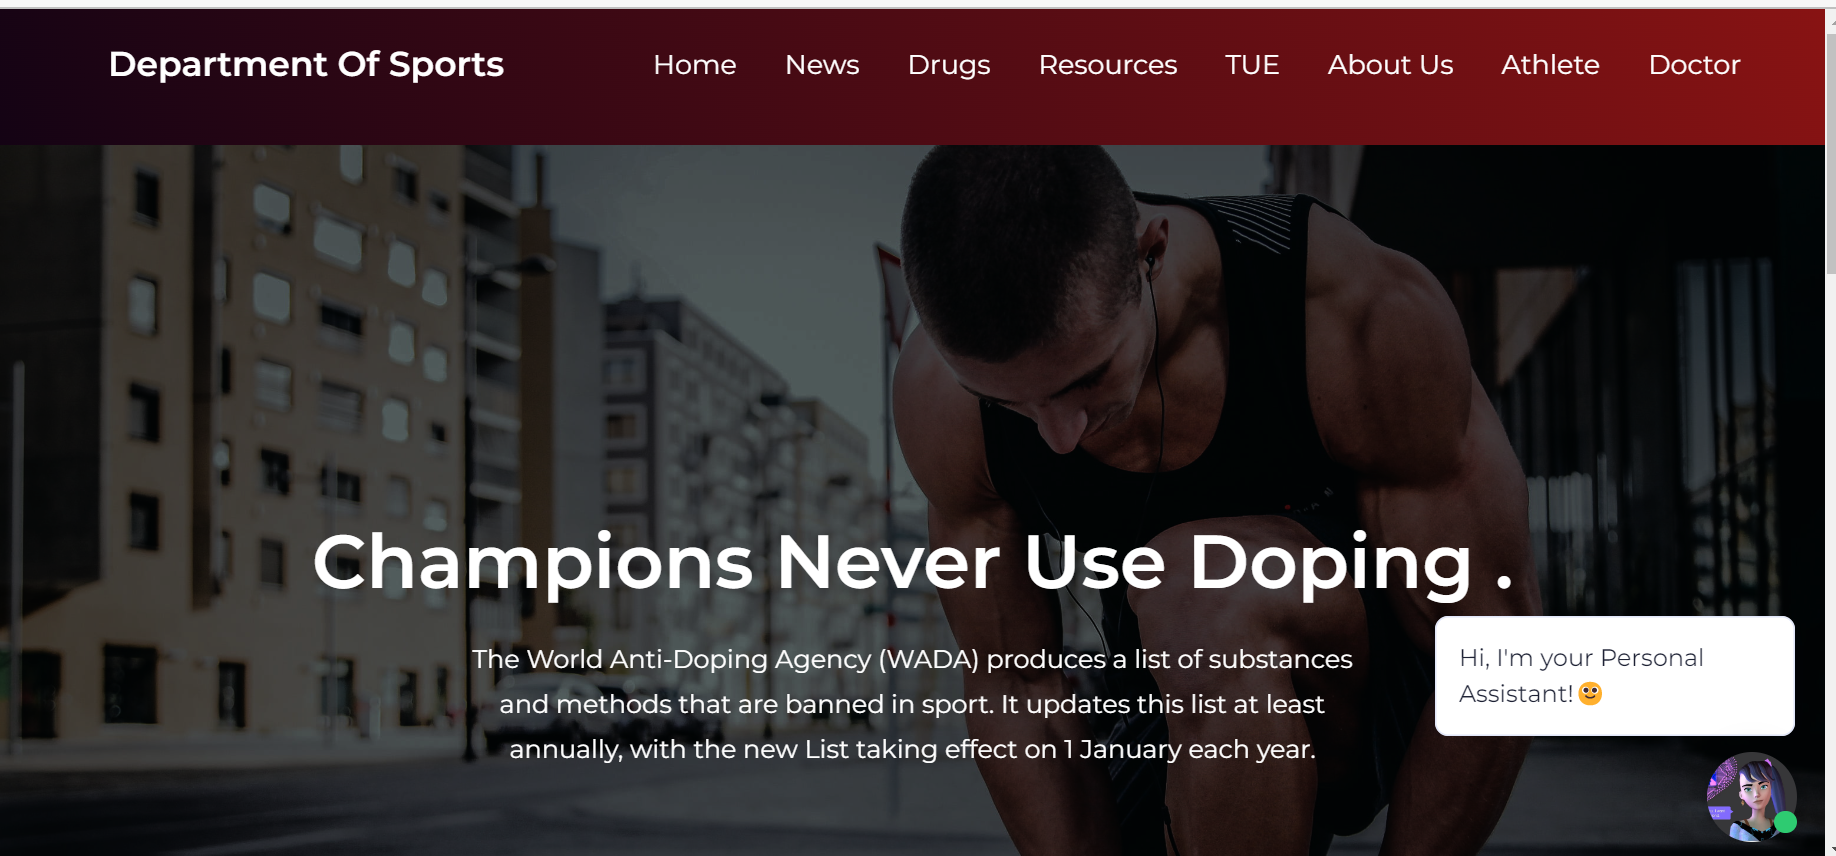 Department Of Sports
Home News Drugs Resources TUE About Us Athlete Doctor
Champions Never Use Doping .
The World Anti-Doping Agency (WADA) produces a list of substances
and methods that are banned in sport. It updates this list at least
annually, with the new List taking effect on 1 January each year.
Hi, I'm your Personal
Assistant!